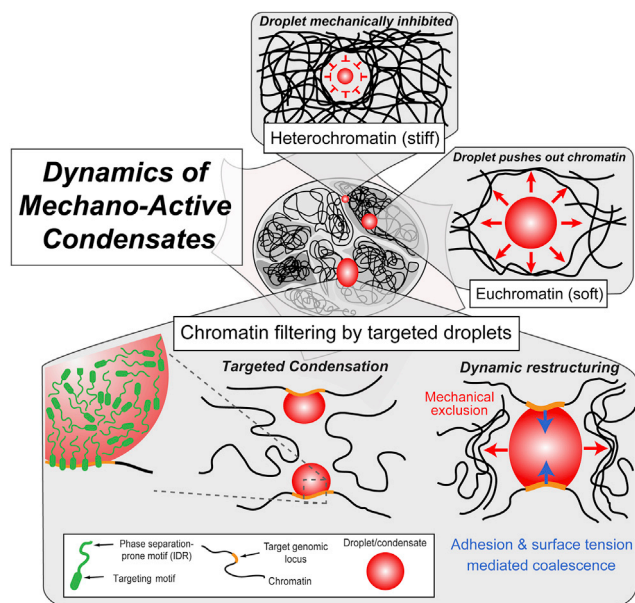 Droplet mechanically inhibited
Heterochromatin (stiff)
Dynamics of
Mechano-Active
Condensates
Droplet pushes out chromatin
Euchromatin (soft)
Chromatin filtering by targeted droplets
Targeted Condensation
Dynamic restructuring
Mechanical
exclusion
Phase separation-
prone motif (IDR)
Targeting motif
Target genomic
locus
Chromatin
Droplet/condensate
Adhesion & surface tension
mediated coalescence